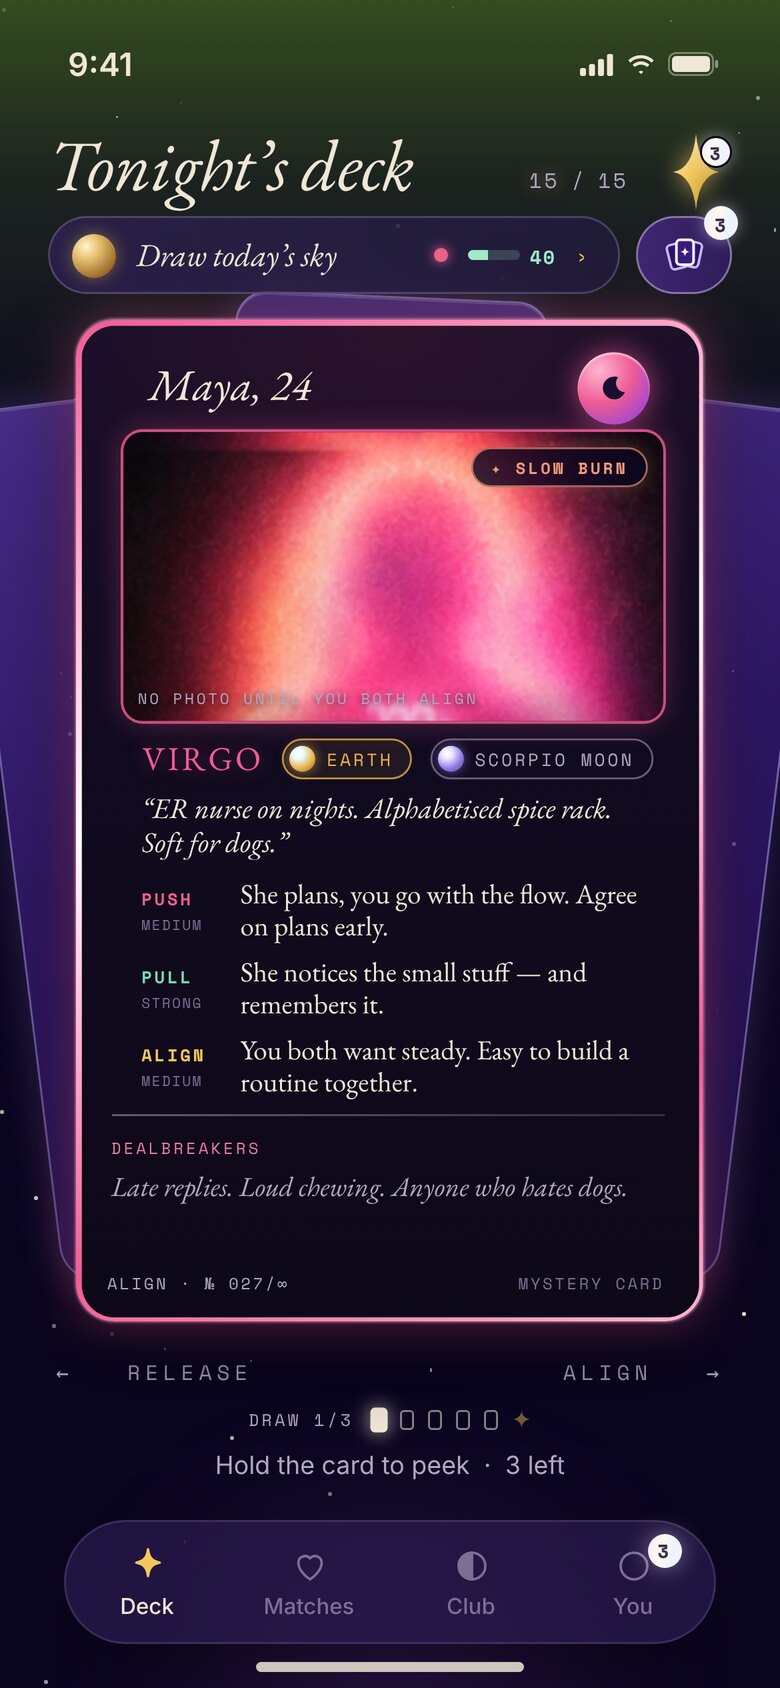 9:41
Tonight's deck
15 / 15
3
3
Draw today's sky
40 ›
Maya, 24
✦ SLOW BURN
NO PHOTO UNTIL YOU BOTH ALIGN
VIRGO
EARTH
SCORPIO MOON
“ER nurse on nights. Alphabetised spice rack.
Soft for dogs.”
PUSH
MEDIUM
She plans, you go with the flow. Agree
on plans early.
PULL
STRONG
She notices the small stuff — and
remembers it.
ALIGN
MEDIUM
You both want steady. Easy to build a
routine together.
DEALBREAKERS
Late replies. Loud chewing. Anyone who hates dogs.
ALIGN · № 027/∞
MYSTERY CARD
← RELEASE · ALIGN →
DRAW 1/3
Hold the card to peek · 3 left
3
Deck
Matches
Club
You